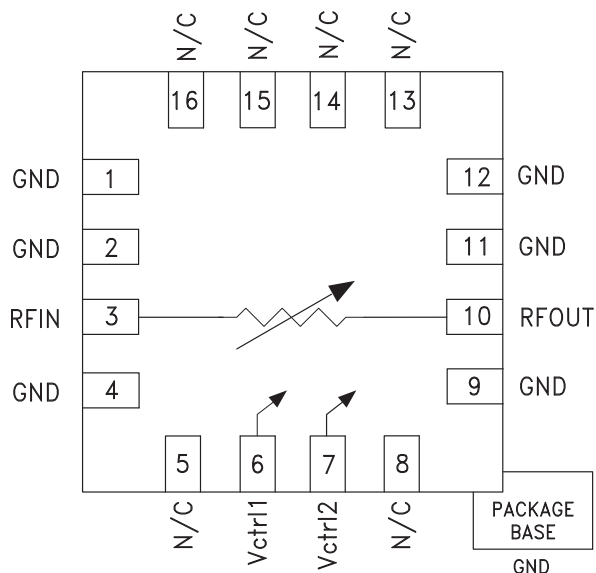 N/C N/C N/C N/C
16 15 14 13
GND 1 12 GND
GND 2 11 GND
RFIN 3 10 RFOUT
GND 4 9 GND
5 6 7 8
N/C Vctrl1 Vctrl2 N/C
PACKAGE
BASE
GND